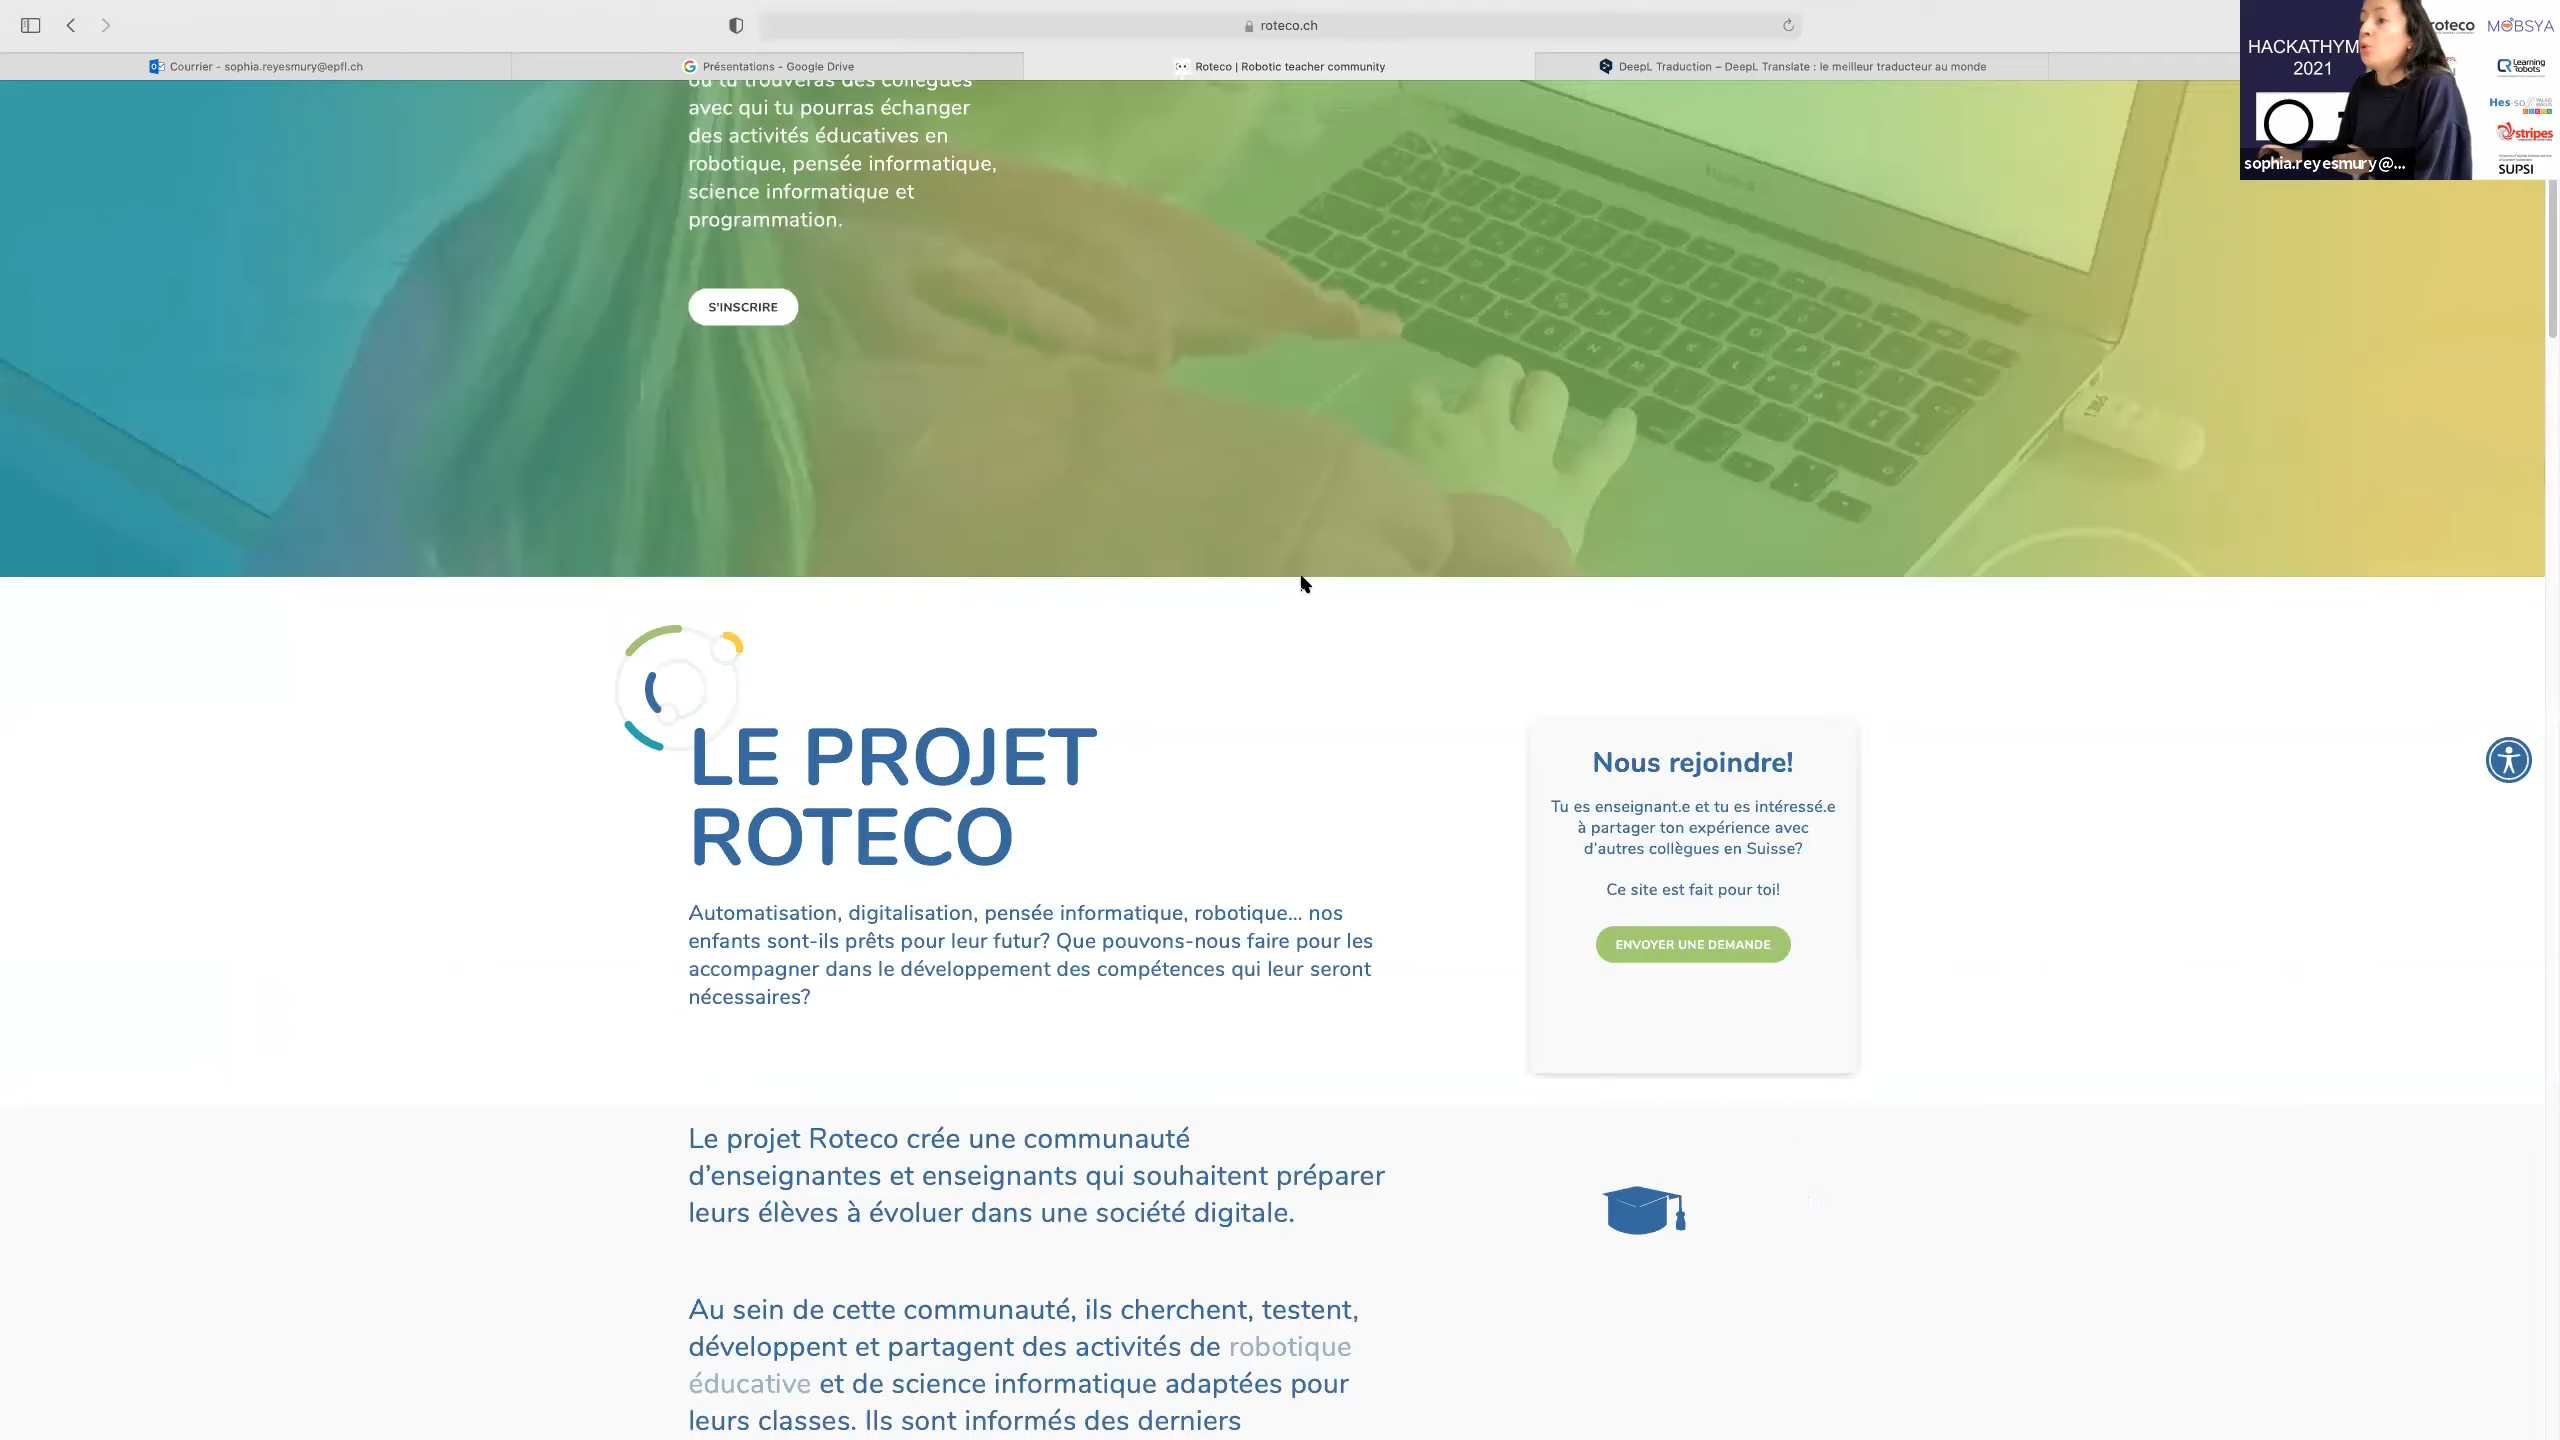 roteco.ch
Courrier - sophia.reyesmury@epfl.ch
Présentations - Google Drive
Roteco | Robotic teacher community
DeepL Traduction – DeepL Translate : le meilleur traducteur au monde
HACKATHYM
2021
roteco
MOBSYA
Learning
Robots
Hes-so
stripes
SUPSI
sophia.reyesmury@...
où tu trouveras des collègues
avec qui tu pourras échanger
des activités éducatives en
robotique, pensée informatique,
science informatique et
programmation.
S'INSCRIRE
LE PROJET
ROTECO
Automatisation, digitalisation, pensée informatique, robotique... nos
enfants sont-ils prêts pour leur futur? Que pouvons-nous faire pour les
accompagner dans le développement des compétences qui leur seront
nécessaires?
Nous rejoindre!
Tu es enseignant.e et tu es intéressé.e
à partager ton expérience avec
d'autres collègues en Suisse?
Ce site est fait pour toi!
ENVOYER UNE DEMANDE
Le projet Roteco crée une communauté
d’enseignantes et enseignants qui souhaitent préparer
leurs élèves à évoluer dans une société digitale.
Au sein de cette communauté, ils cherchent, testent,
développent et partagent des activités de robotique
éducative et de science informatique adaptées pour
leurs classes. Ils sont informés des derniers